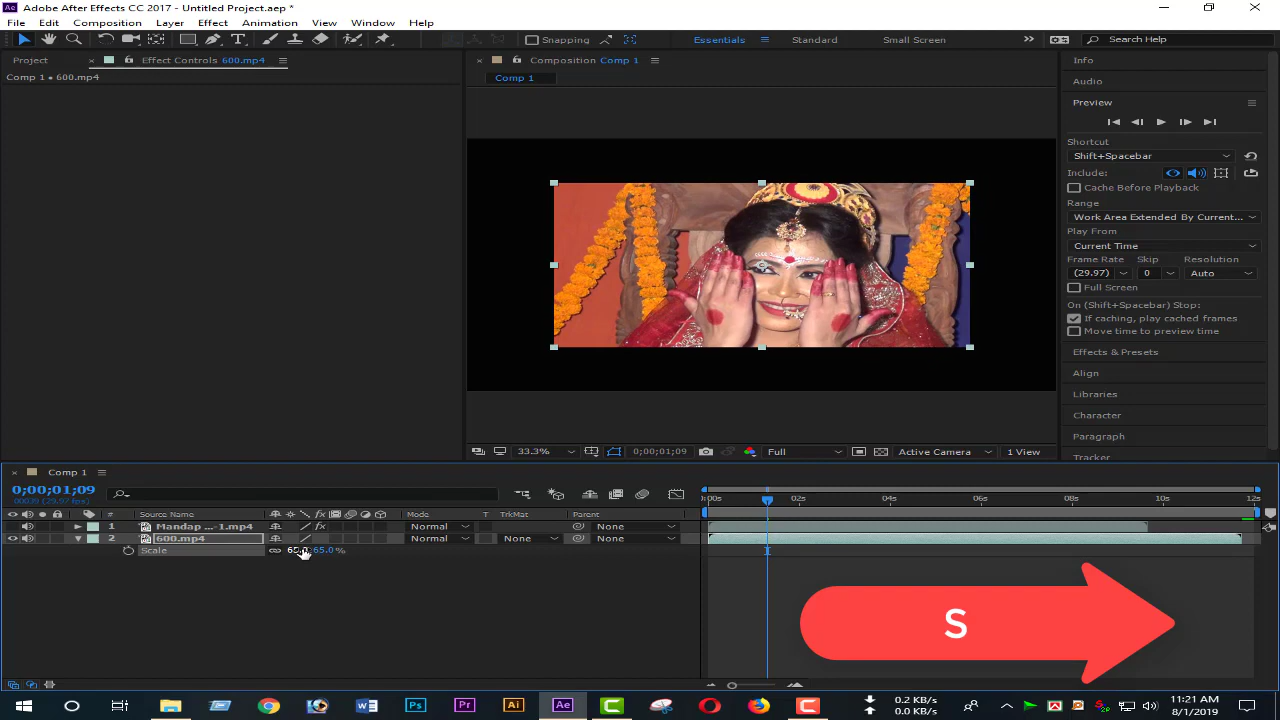 Adobe After Effects CC 2017 - Untitled Project.aep *
File Edit Composition Layer Effect Animation View Window Help
Snapping Essentials Standard Small Screen Search Help
Project Effect Controls 600.mp4 Composition Comp 1 Info
Comp 1 • 600.mp4 Comp 1
Audio
Preview
Shortcut
Shift+Spacebar
Include:
Cache Before Playback
Range
Work Area Extended By Current...
Play From
Current Time
Frame Rate Skip Resolution
(29.97) 0 Auto
Full Screen
On (Shift+Spacebar) Stop:
If caching, play cached frames
Move time to preview time
Effects & Presets
Align
Libraries
Character
Paragraph
Tracker
33.3% 0;00;01;09 Full Active Camera 1 View
Comp 1
0;00;01;09
00039 (29.97 fps)
:00s 02s 04s 06s 08s 10s 12s
# Source Name Mode T TrkMat Parent
1 Mandap ...-1.mp4 Normal None
2 600.mp4 Normal None None
Scale 65.0 %
S
0.2 KB/s
0.0 KB/s
11:21 AM
8/1/2019